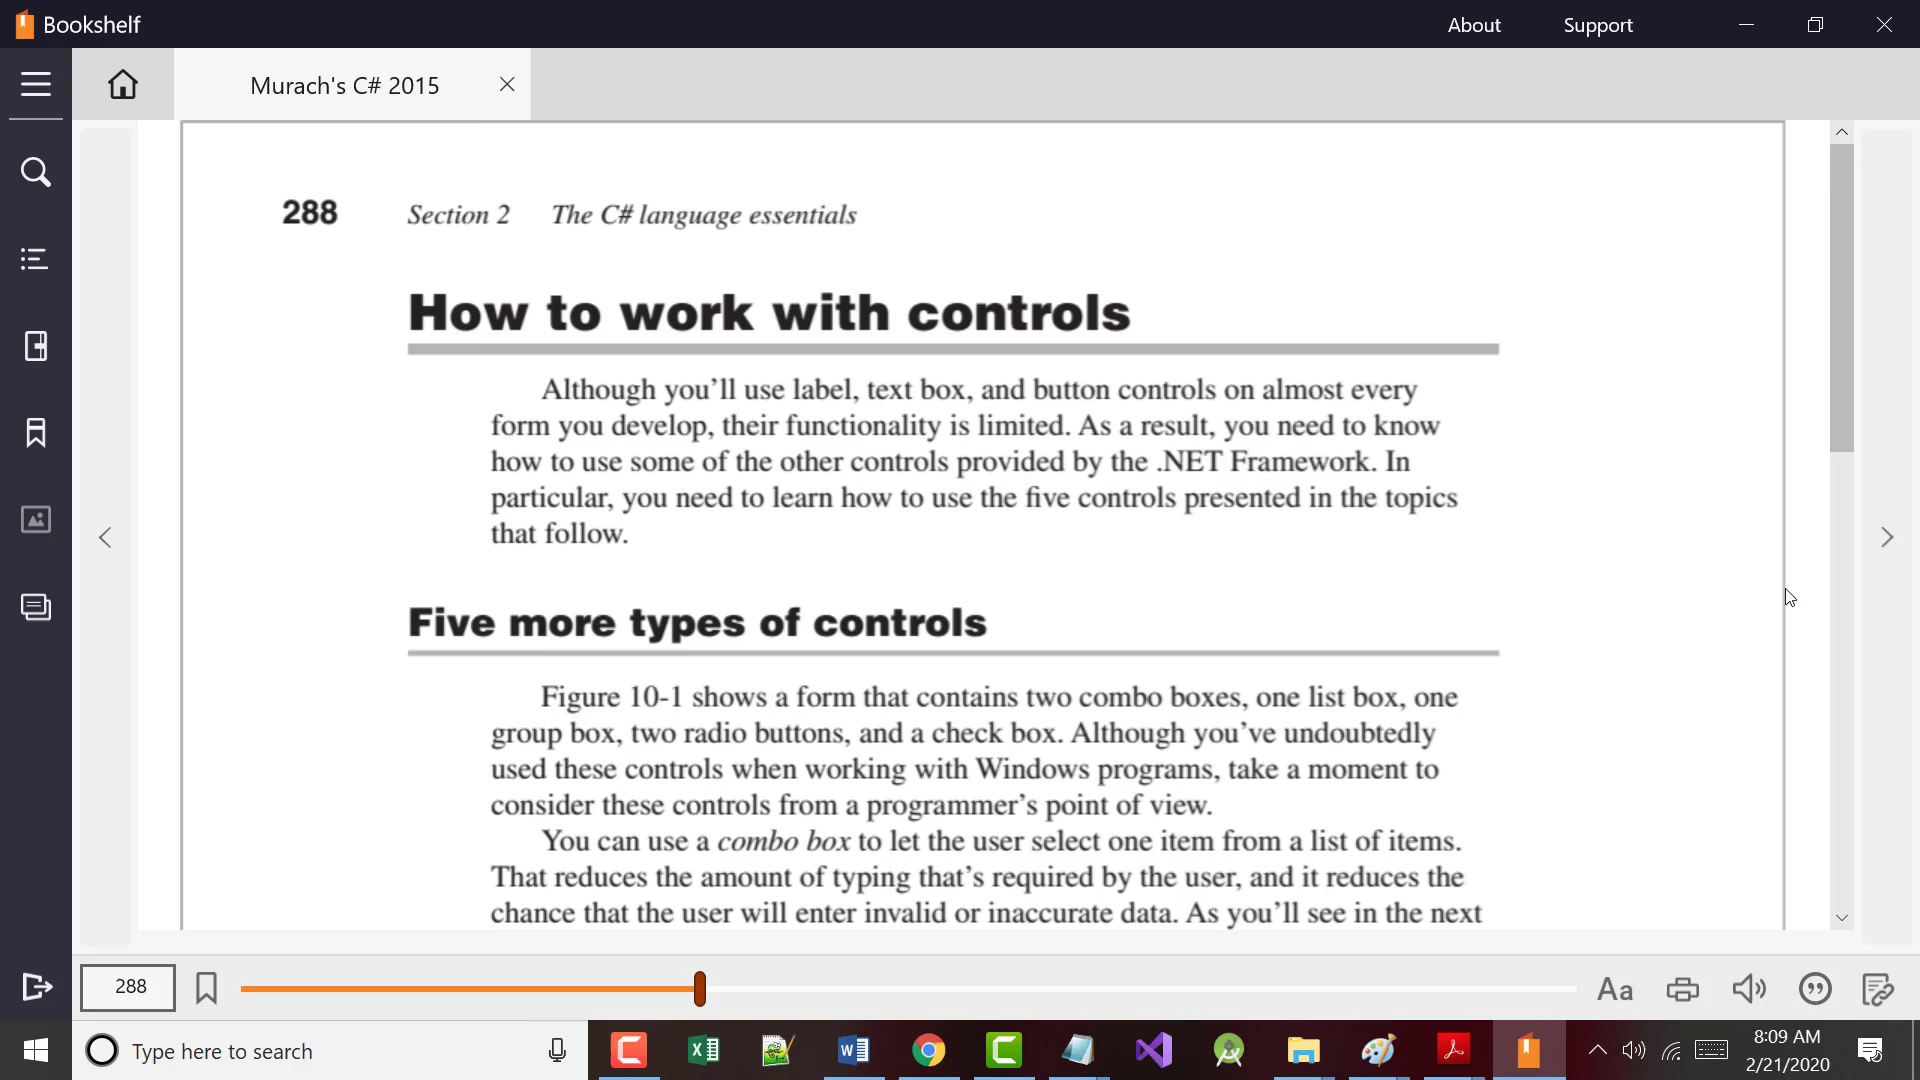 Bookshelf
About
Support
Murach's C# 2015
288 Section 2 The C# language essentials
How to work with controls
Although you’ll use label, text box, and button controls on almost every
form you develop, their functionality is limited. As a result, you need to know
how to use some of the other controls provided by the .NET Framework. In
particular, you need to learn how to use the five controls presented in the topics
that follow.
Five more types of controls
Figure 10-1 shows a form that contains two combo boxes, one list box, one
group box, two radio buttons, and a check box. Although you’ve undoubtedly
used these controls when working with Windows programs, take a moment to
consider these controls from a programmer’s point of view.
You can use a combo box to let the user select one item from a list of items.
That reduces the amount of typing that’s required by the user, and it reduces the
chance that the user will enter invalid or inaccurate data. As you’ll see in the next
288
Aa
Type here to search
8:09 AM
2/21/2020